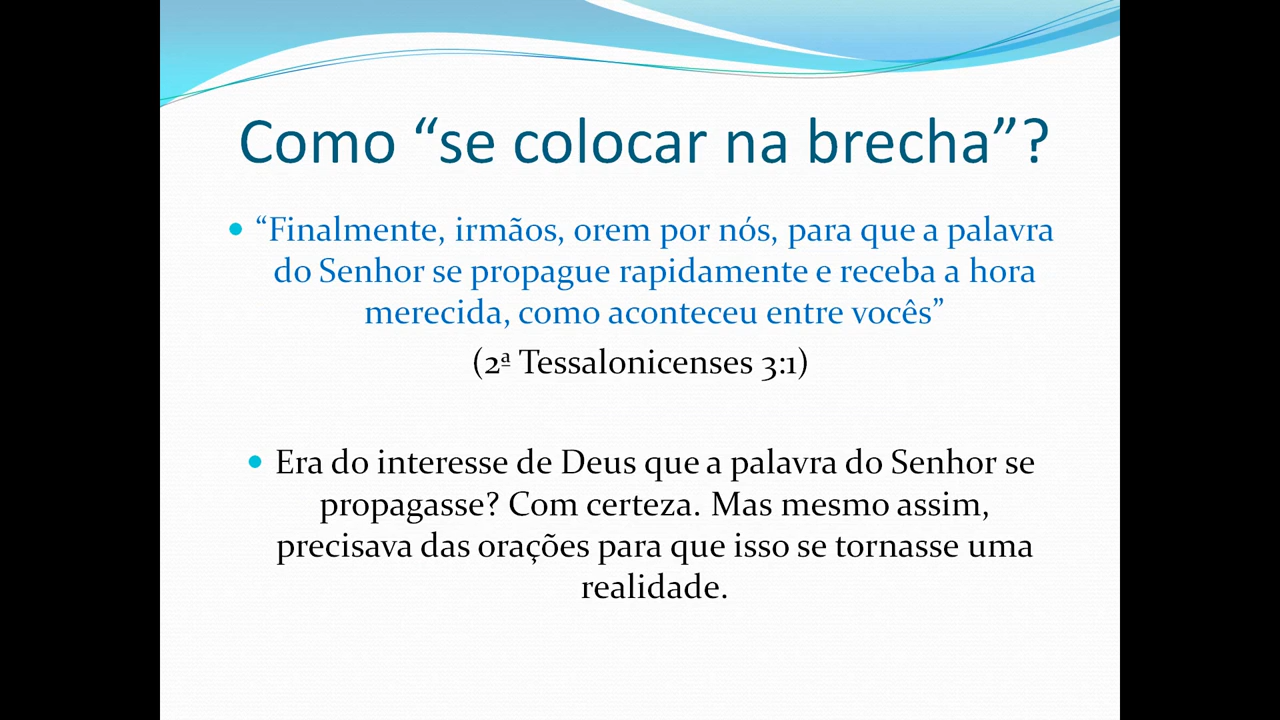 Como “se colocar na brecha”?
• “Finalmente, irmãos, orem por nós, para que a palavra
do Senhor se propague rapidamente e receba a hora
merecida, como aconteceu entre vocês”
(2ª Tessalonicenses 3:1)
• Era do interesse de Deus que a palavra do Senhor se
propagasse? Com certeza. Mas mesmo assim,
precisava das orações para que isso se tornasse uma
realidade.